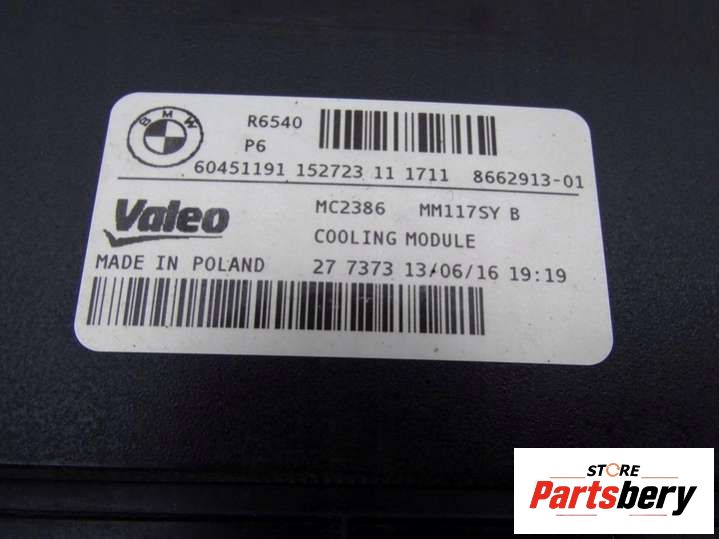 BMW
R6540
P6
60451191 152723 11 1711 8662913-01
Valeo
MC2386 MM117SY B
COOLING MODULE
MADE IN POLAND 27 7373 13/06/16 19:19
STORE
Partsbery